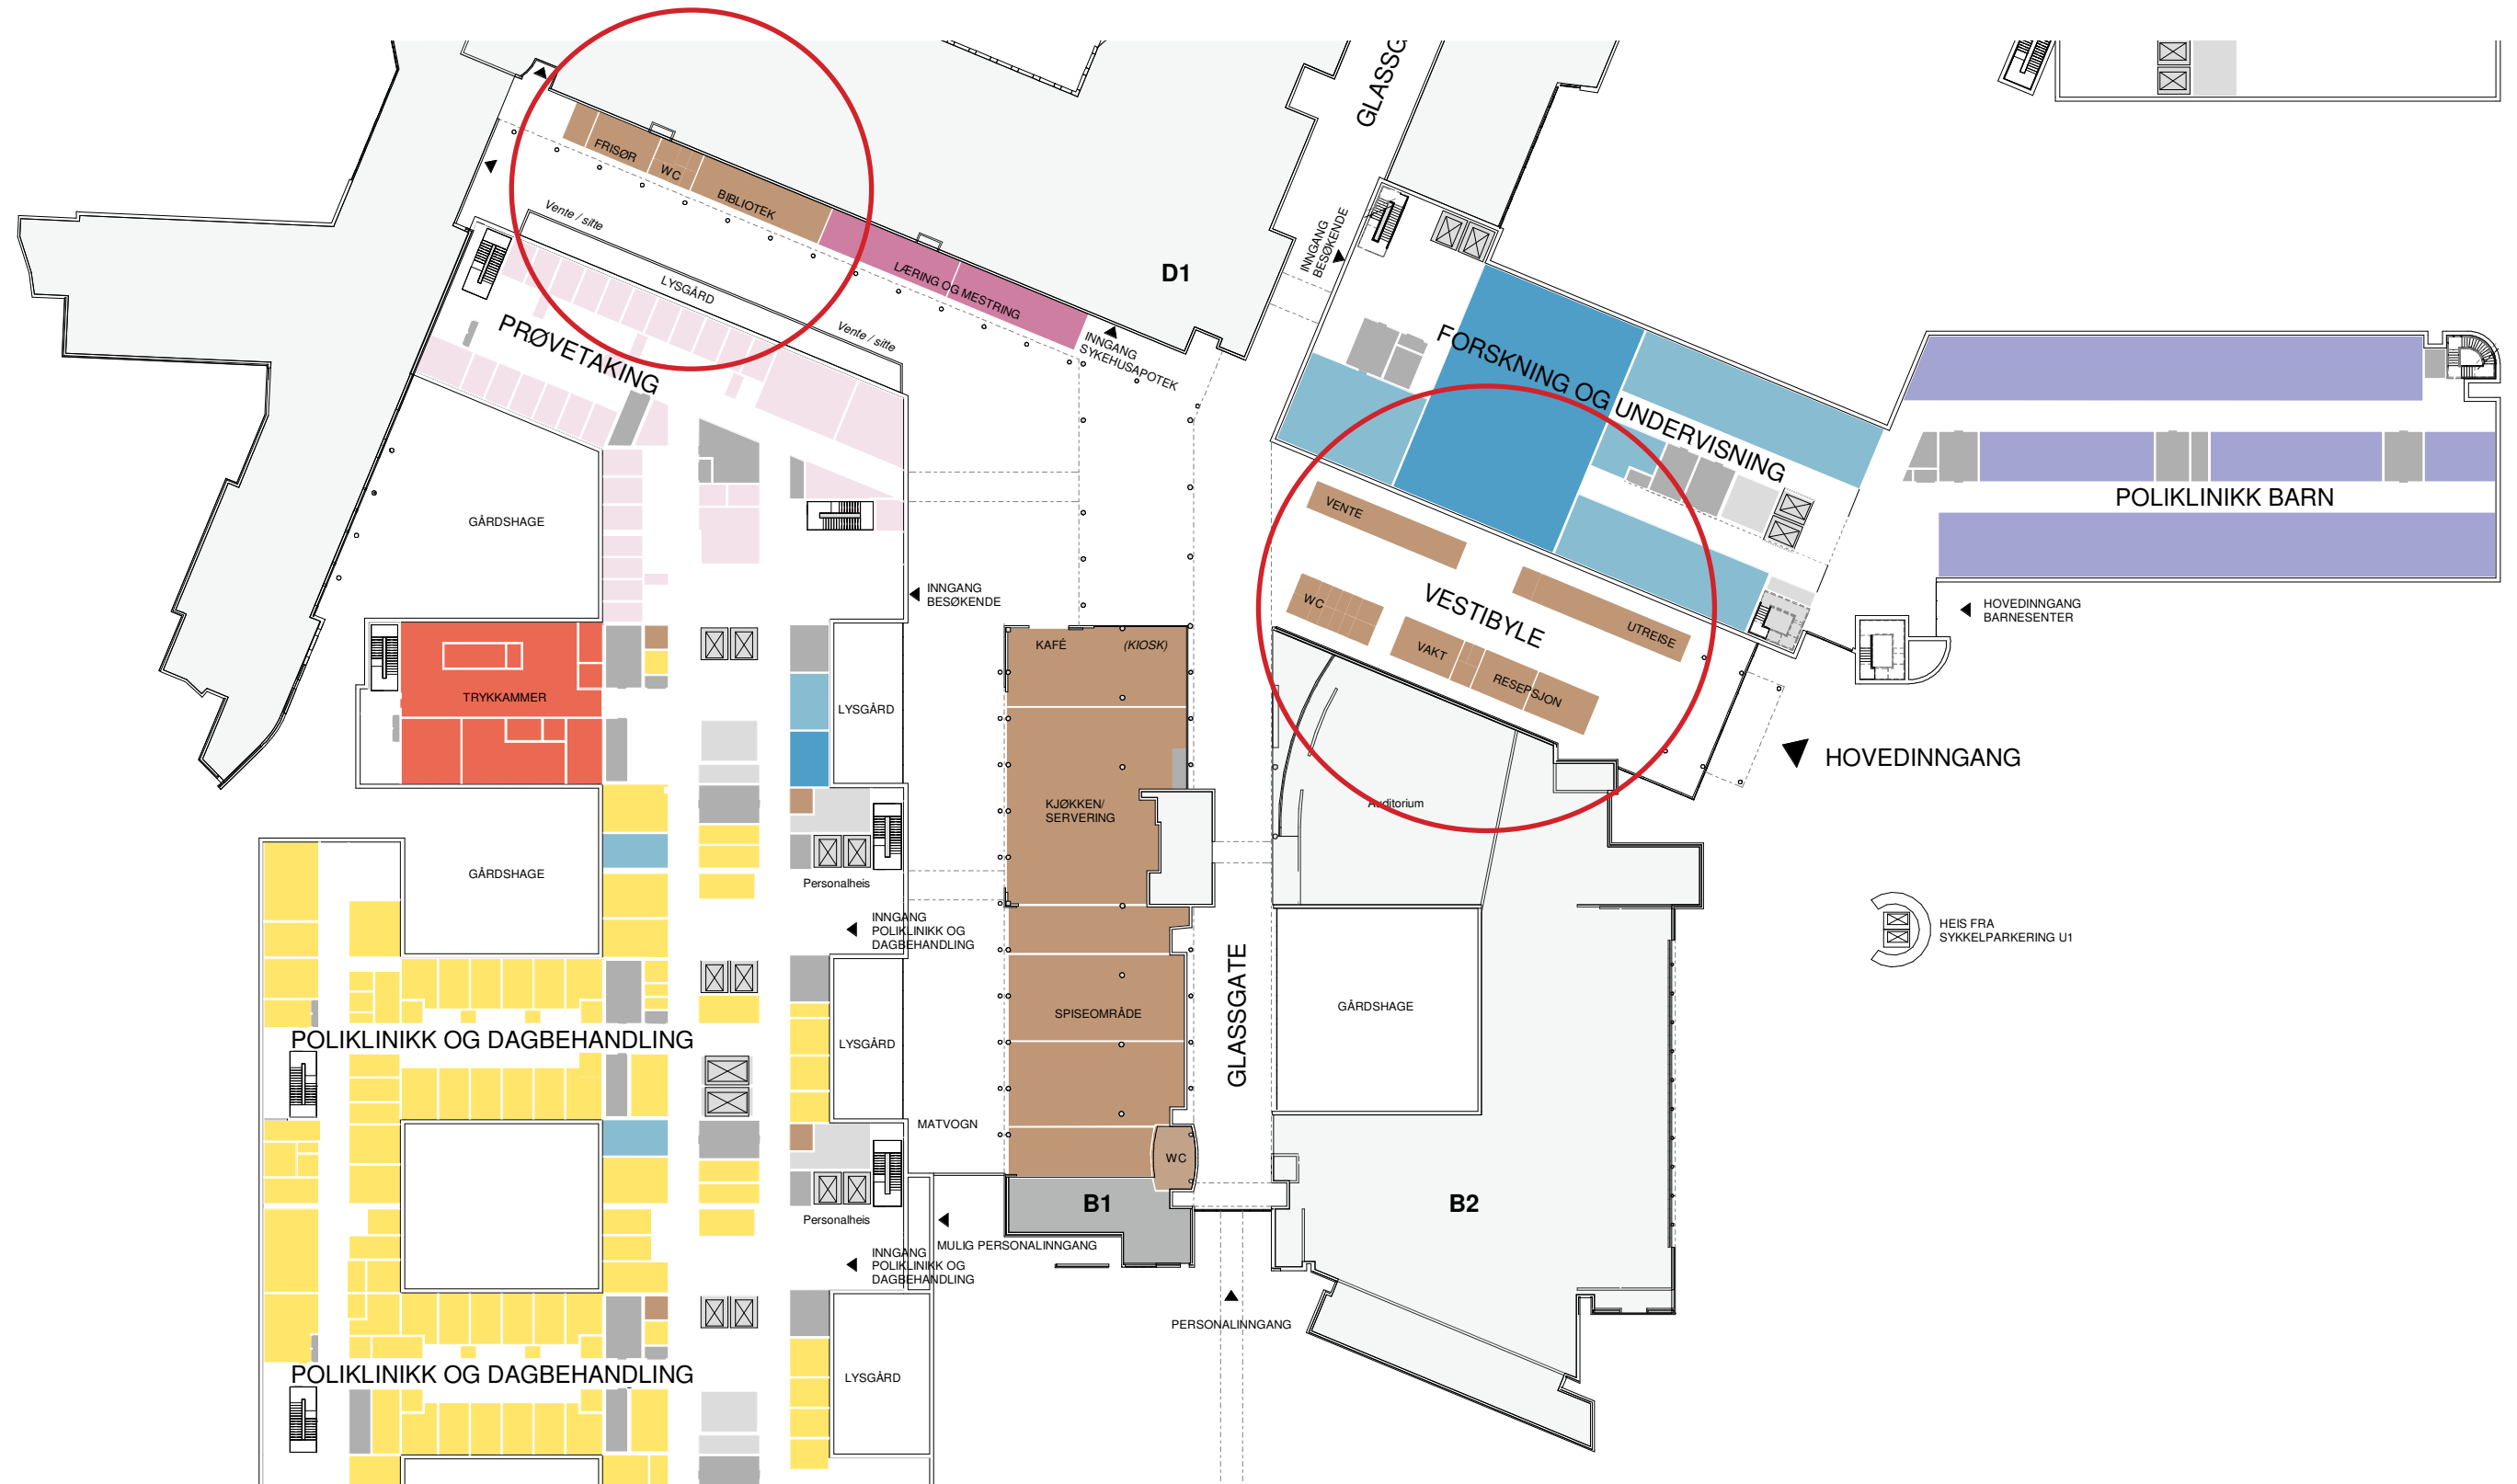 GLASSG
FRISØR
WC
BIBLIOTEK
Vente / sitte
LYSGÅRD
Vente / sitte
LÆRING OG MESTRING
D1
INNGANG
BESØKENDE
INNGANG
SYKEHUSAPOTEK
PRØVETAKING
FORSKNING OG UNDERVISNING
POLIKLINIKK BARN
GÅRDSHAGE
VENTE
WC
VESTIBYLE
UTREISE
VAKT
RESEPSJON
INNGANG
BESØKENDE
HOVEDINNGANG
BARNESENTER
KAFÉ
(KIOSK)
TRYKKAMMER
LYSGÅRD
HOVEDINNGANG
KJØKKEN/
SERVERING
Auditorium
GÅRDSHAGE
Personalheis
INNGANG
POLIKLINIKK OG
DAGBEHANDLING
HEIS FRA
SYKKELPARKERING U1
GLASSGATE
GÅRDSHAGE
SPISEOMRÅDE
POLIKLINIKK OG DAGBEHANDLING
LYSGÅRD
MATVOGN
WC
B1
B2
Personalheis
MULIG PERSONALINNGANG
INNGANG
POLIKLINIKK OG
DAGBEHANDLING
PERSONALINNGANG
POLIKLINIKK OG DAGBEHANDLING
LYSGÅRD